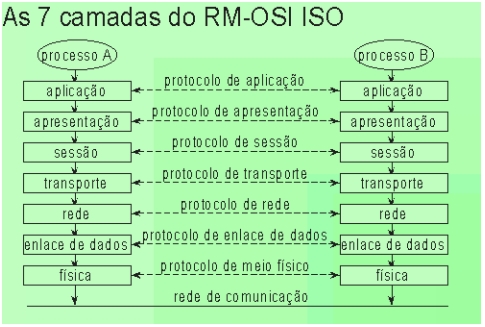 As 7 camadas do RM-OSI ISO
processo A processo B
aplicação protocolo de aplicação aplicação
apresentação protocolo de apresentação apresentação
sessão protocolo de sessão sessão
transporte protocolo de transporte transporte
rede protocolo de rede rede
enlace de dados protocolo de enlace de dados enlace de dados
física protocolo de meio físico física
rede de comunicação